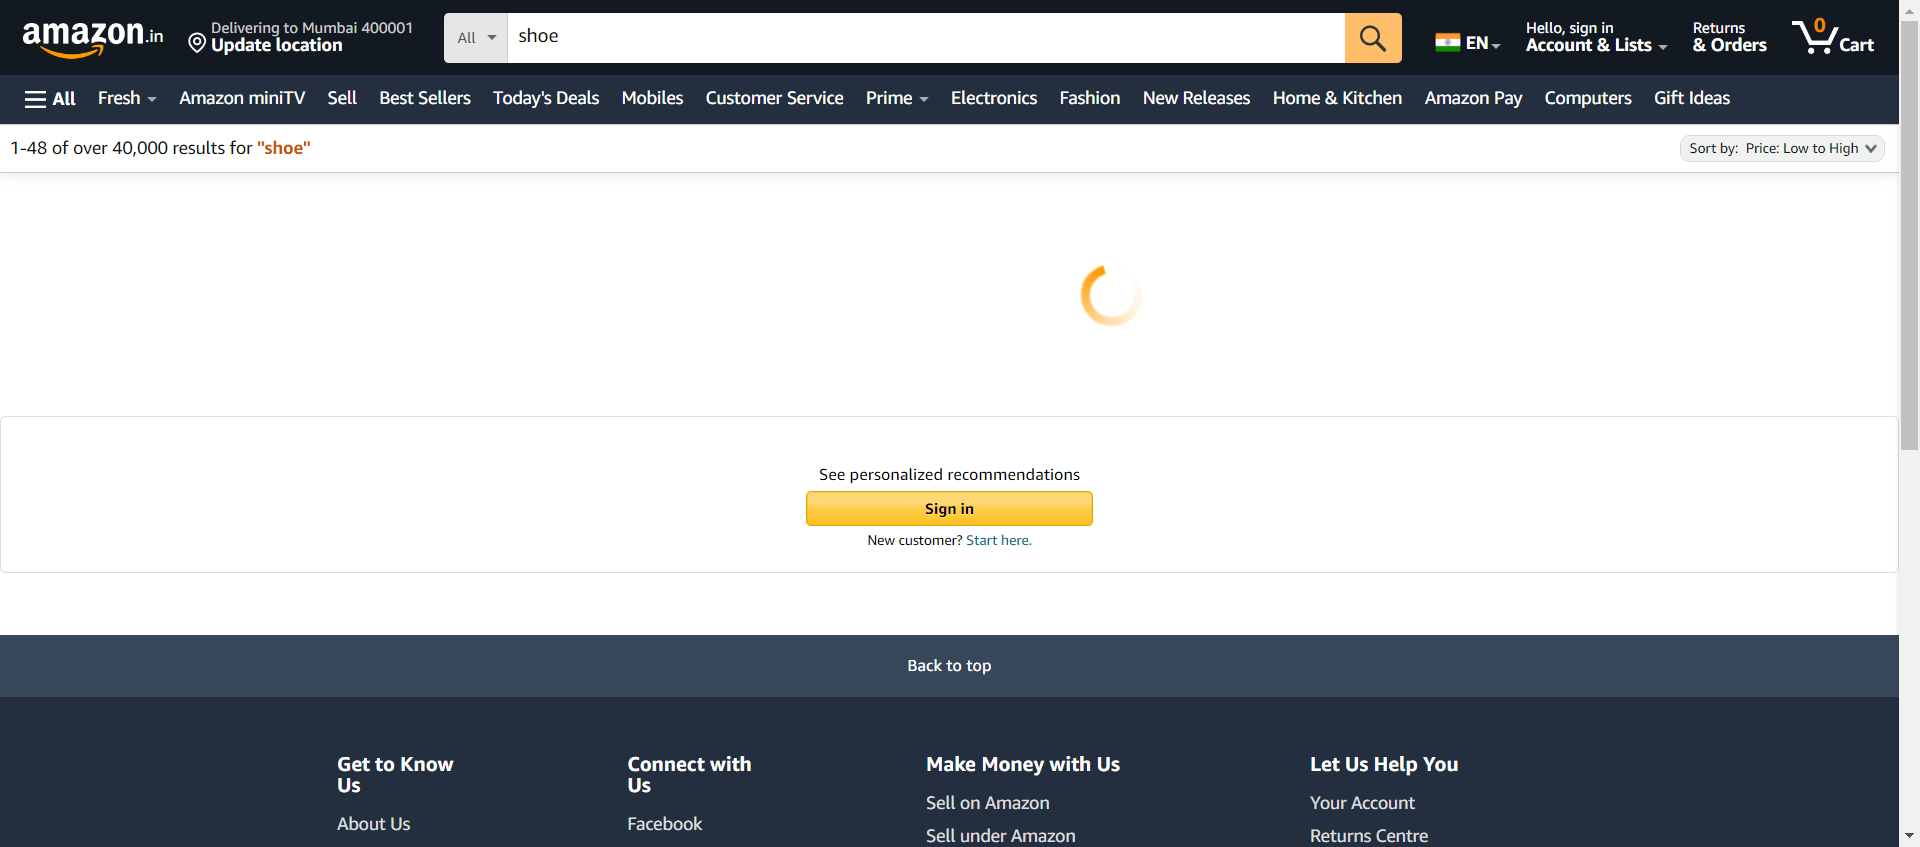 amazon.in
Delivering to Mumbai 400001
Update location
All
shoe
EN
Hello, sign in
Account & Lists
Returns
& Orders
0
Cart
All
Fresh
Amazon miniTV
Sell
Best Sellers
Today's Deals
Mobiles
Customer Service
Prime
Electronics
Fashion
New Releases
Home & Kitchen
Amazon Pay
Computers
Gift Ideas
1-48 of over 40,000 results for "shoe"
Sort by: Price: Low to High
See personalized recommendations
Sign in
New customer? Start here.
Back to top
Get to Know
Us
About Us
Connect with
Us
Facebook
Make Money with Us
Sell on Amazon
Sell under Amazon
Let Us Help You
Your Account
Returns Centre